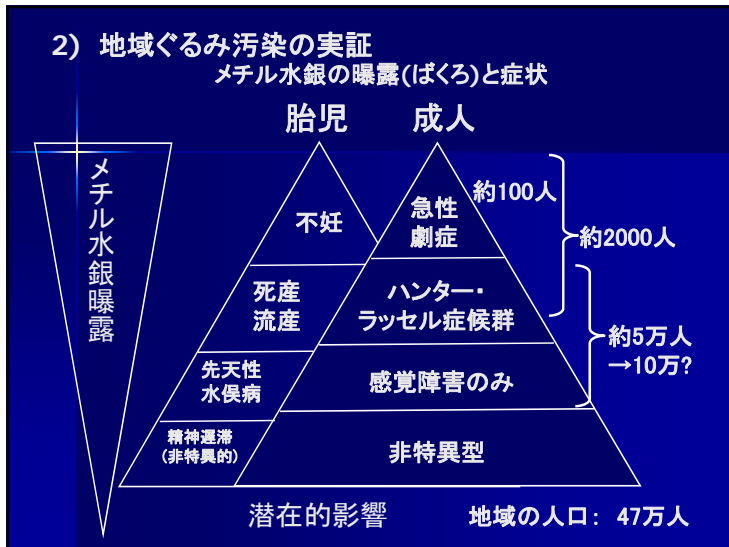 2) 地域ぐるみ汚染の実証
メチル水銀の曝露(ばくろ)と症状
胎児
成人
メチル水銀曝露
不妊
急性
劇症
約100人
約2000人
死産
流産
ハンター・
ラッセル症候群
約5万人
→10万?
先天性
水俣病
感覚障害のみ
精神遅滞
(非特異的)
非特異型
潜在的影響
地域の人口: 47万人